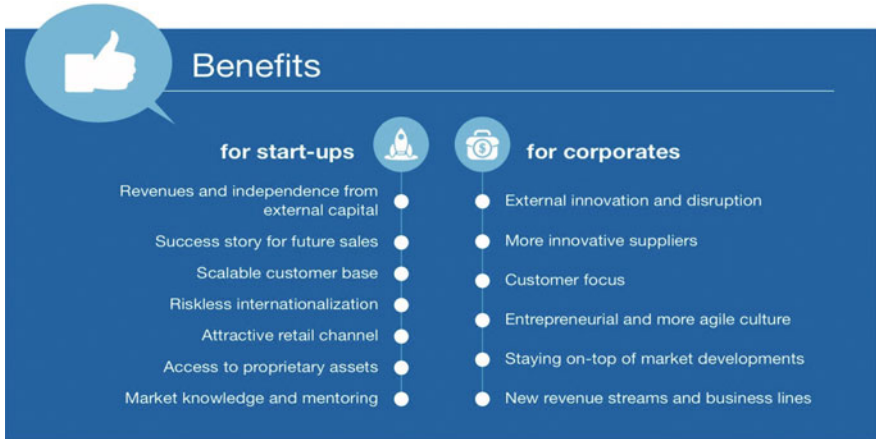 Benefits
for start-ups
Revenues and independence from
external capital
Success story for future sales
Scalable customer base
Riskless internationalization
Attractive retail channel
Access to proprietary assets
Market knowledge and mentoring
$
for corporates
External innovation and disruption
More innovative suppliers
Customer focus
Entrepreneurial and more agile culture
Staying on-top of market developments
New revenue streams and business lines